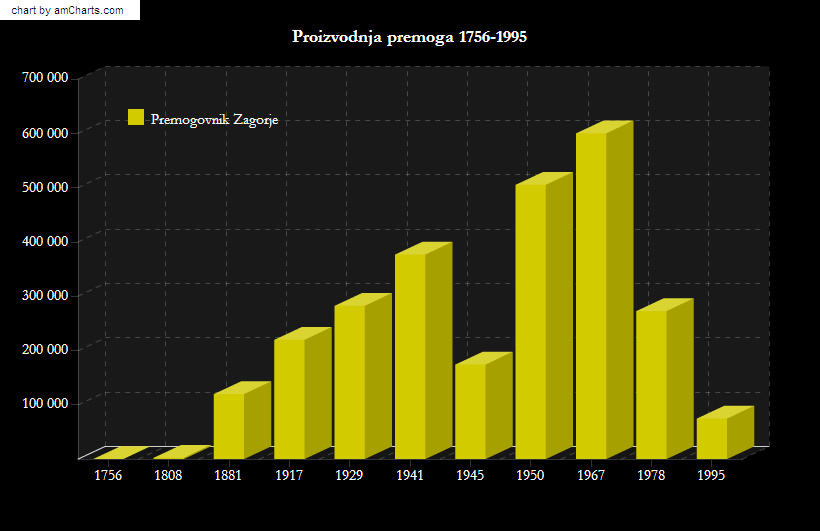 chart by amCharts.com
Proizvodnja premoga 1756-1995
700 000
Premogovnik Zagorje
600 000
500 000
400 000
300 000
200 000
100 000
1756 1808 1881 1917 1929 1941 1945 1950 1967 1978 1995